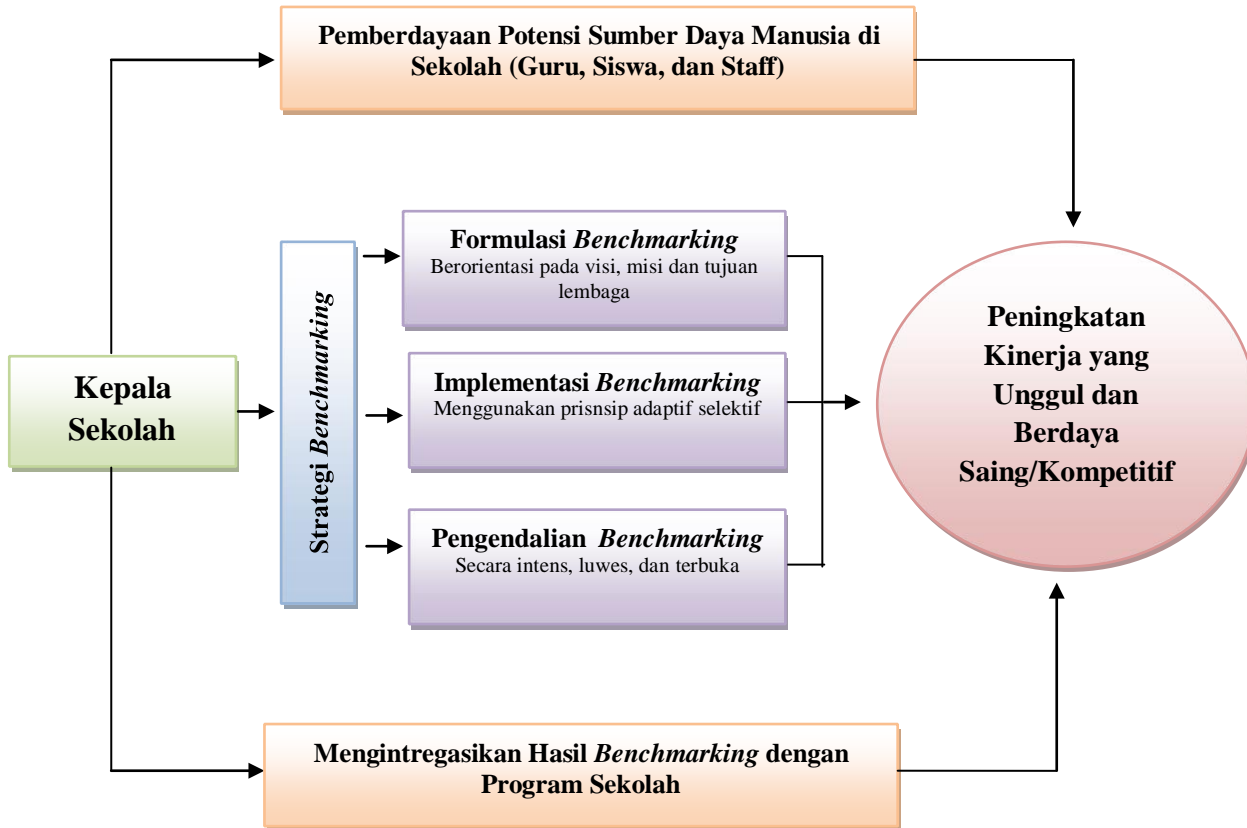 Pemberdayaan Potensi Sumber Daya Manusia di
Sekolah (Guru, Siswa, dan Staff)
Kepala
Sekolah
Strategi Benchmarking
Formulasi Benchmarking
Berorientasi pada visi, misi dan tujuan
lembaga
Implementasi Benchmarking
Menggunakan prisnsip adaptif selektif
Pengendalian Benchmarking
Secara intens, luwes, dan terbuka
Peningkatan
Kinerja yang
Unggul dan
Berdaya
Saing/Kompetitif
Mengintregasikan Hasil Benchmarking dengan
Program Sekolah